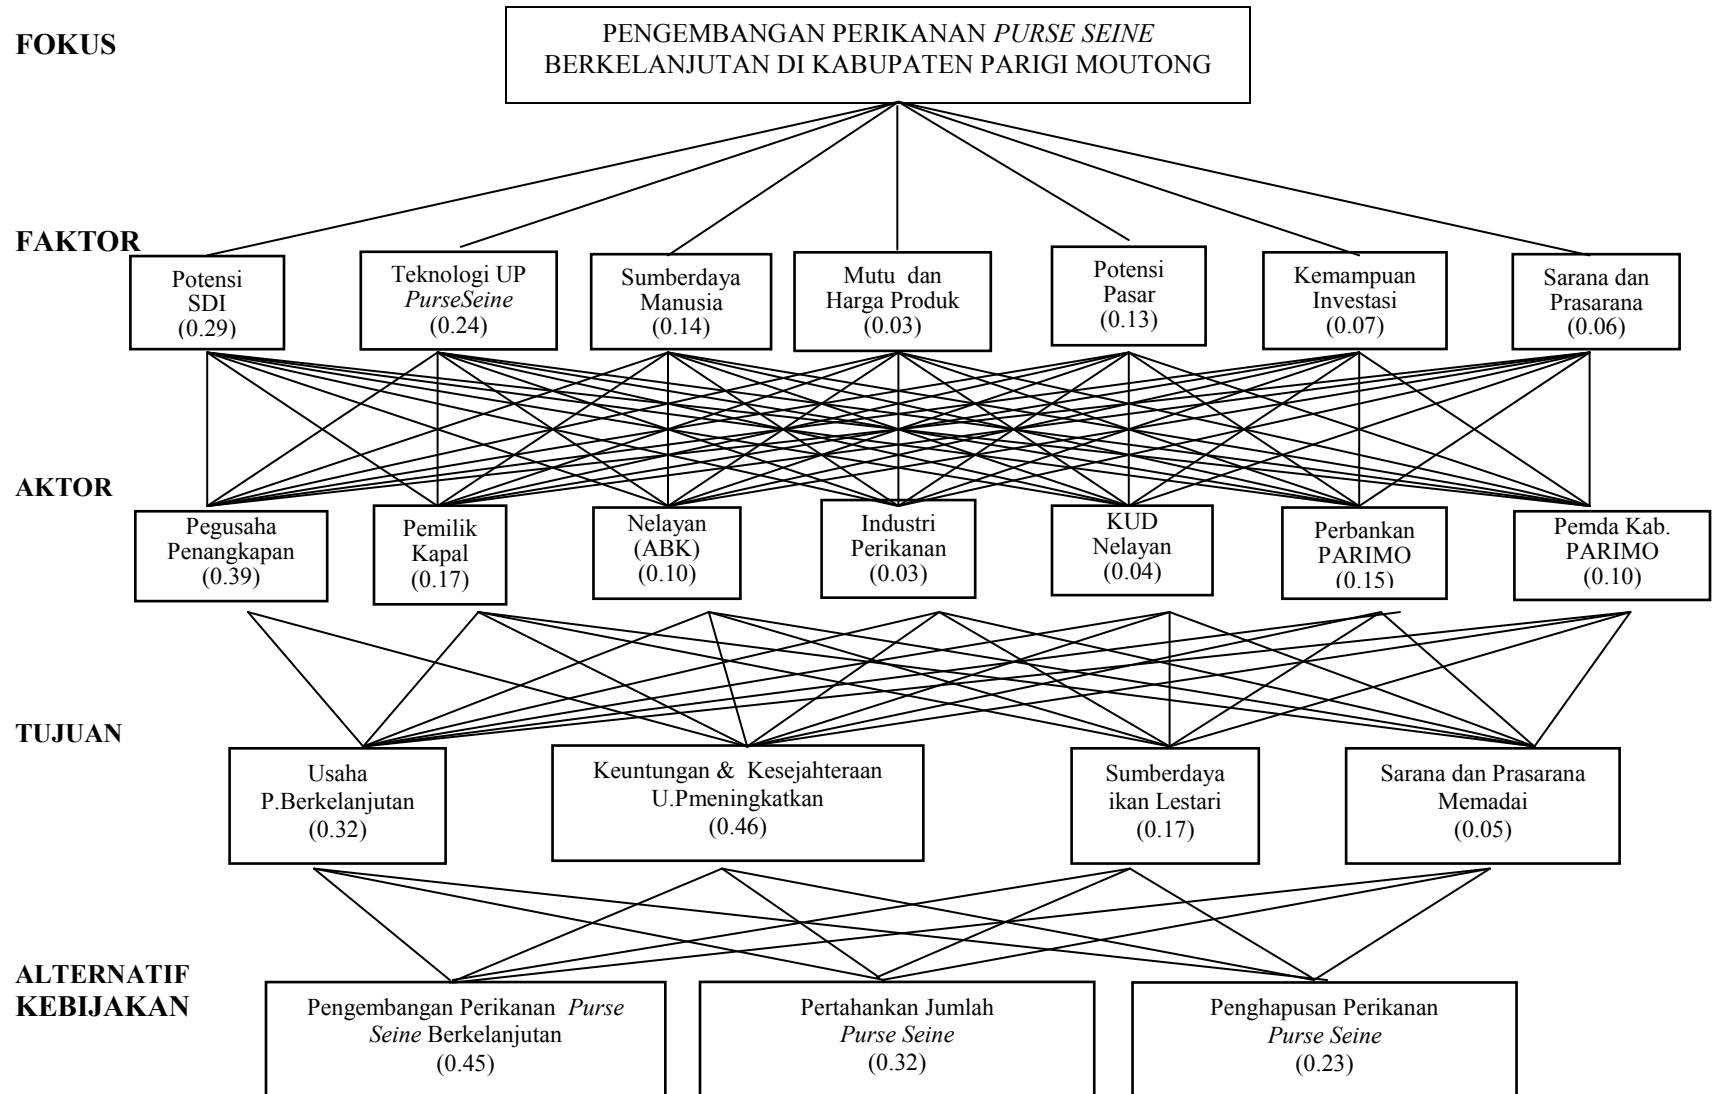 FOKUS
PENGEMBANGAN PERIKANAN PURSE SEINE
BERKELANJUTAN DI KABUPATEN PARIGI MOUTONG
FAKTOR
Potensi
SDI
(0.29)
Teknologi UP
PurseSeine
(0.24)
Sumberdaya
Manusia
(0.14)
Mutu dan
Harga Produk
(0.03)
Potensi
Pasar
(0.13)
Kemampuan
Investasi
(0.07)
Sarana dan
Prasarana
(0.06)
AKTOR
Pegusaha
Penangkapan
(0.39)
Pemilik
Kapal
(0.17)
Nelayan
(ABK)
(0.10)
Industri
Perikanan
(0.03)
KUD
Nelayan
(0.04)
Perbankan
PARIMO
(0.15)
Pemda Kab.
PARIMO
(0.10)
TUJUAN
Usaha
P.Berkelanjutan
(0.32)
Keuntungan & Kesejahteraan
U.Pmeningkatkan
(0.46)
Sumberdaya
ikan Lestari
(0.17)
Sarana dan Prasarana
Memadai
(0.05)
ALTERNATIF
KEBIJAKAN
Pengembangan Perikanan Purse
Seine Berkelanjutan
(0.45)
Pertahankan Jumlah
Purse Seine
(0.32)
Penghapusan Perikanan
Purse Seine
(0.23)